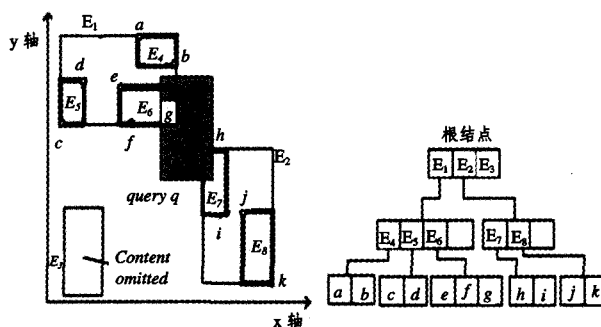 y 轴
E1
a
E4
b
d
e
E5
E6
g
c
f
h
E2
query q
E7
j
i
E8
E3
Content
omitted
k
x 轴
根结点
E1 E2 E3
E4 E5 E6
E7 E8
a b
c d
e f g
h i
j k